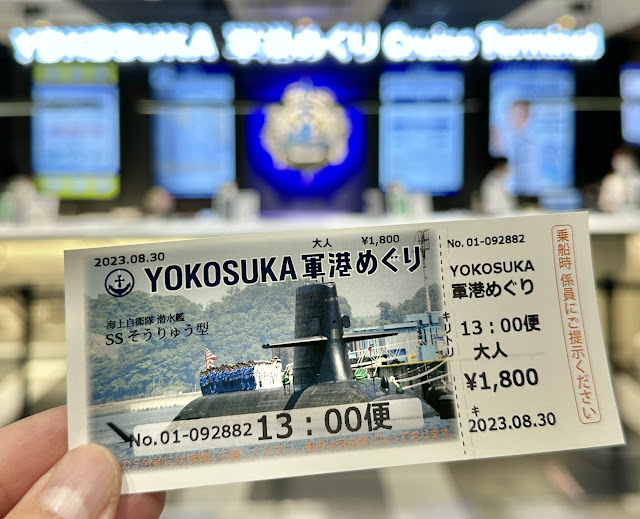 YOKOSUKA 軍港めぐり Cruise Terminal
2023.08.30
大人 ¥1,800
YOKOSUKA 軍港めぐり
海上自衛隊 潜水艦
SS そうりゅう型
No.01-092882 13:00便
キリトリ
No.01-092882
YOKOSUKA
軍港めぐり
13:00便
大人
¥1,800
キ
2023.08.30
乗船時 係員にご提示ください